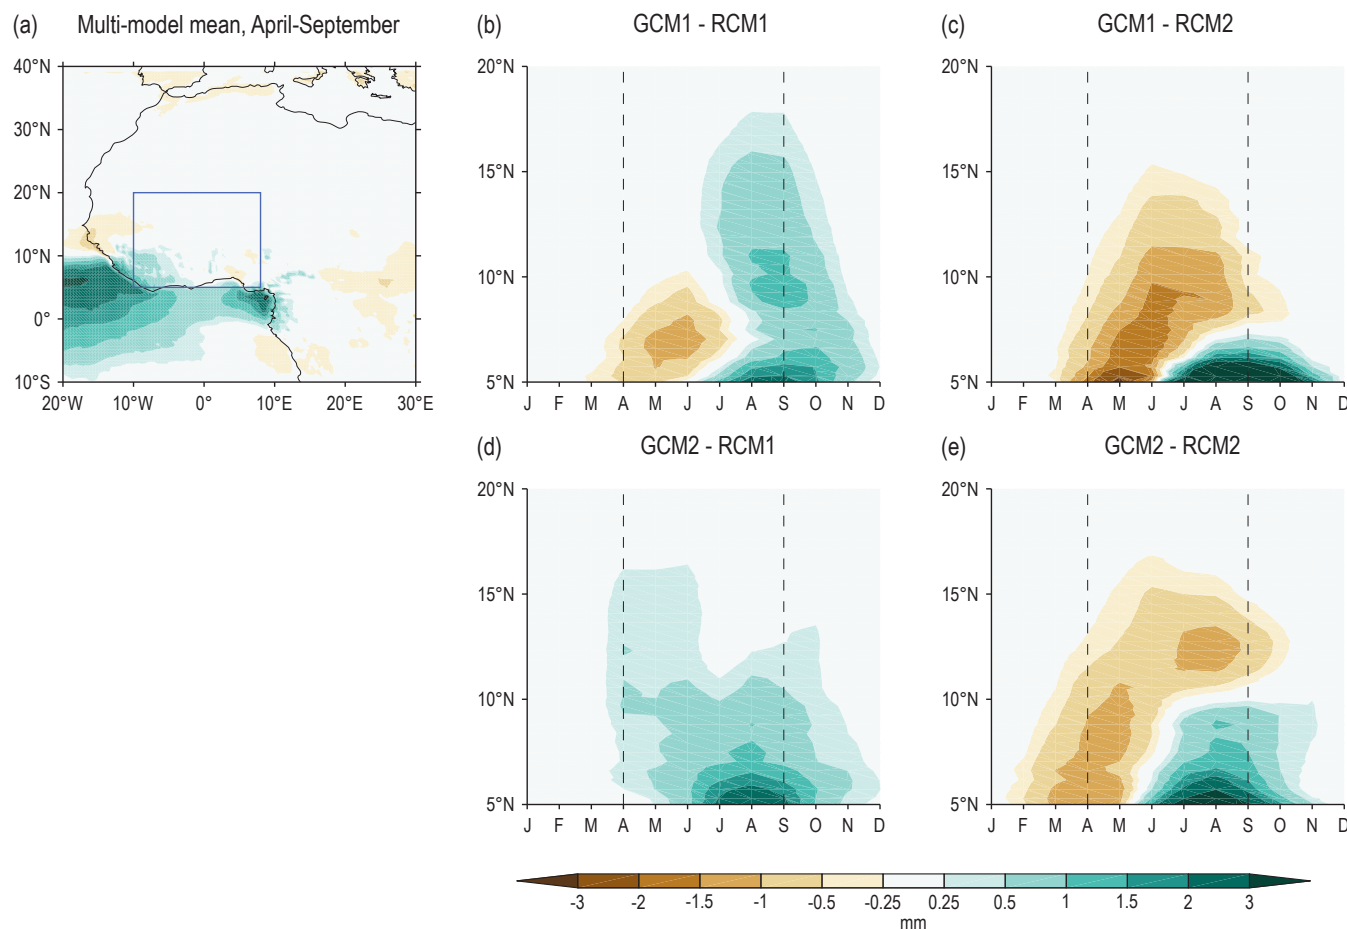 (a) Multi-model mean, April-September
40°N
30°N
20°N
10°N
0°
10°S
20°W 10°W 0° 10°E 20°E 30°E
(b) GCM1 - RCM1
20°N
15°N
10°N
5°N
J F M A M J J A S O N D
(c) GCM1 - RCM2
20°N
15°N
10°N
5°N
J F M A M J J A S O N D
(d) GCM2 - RCM1
20°N
15°N
10°N
5°N
J F M A M J J A S O N D
(e) GCM2 - RCM2
20°N
15°N
10°N
5°N
J F M A M J J A S O N D
-3 -2 -1.5 -1 -0.5 -0.25 0.25 0.5 1 1.5 2 3
mm